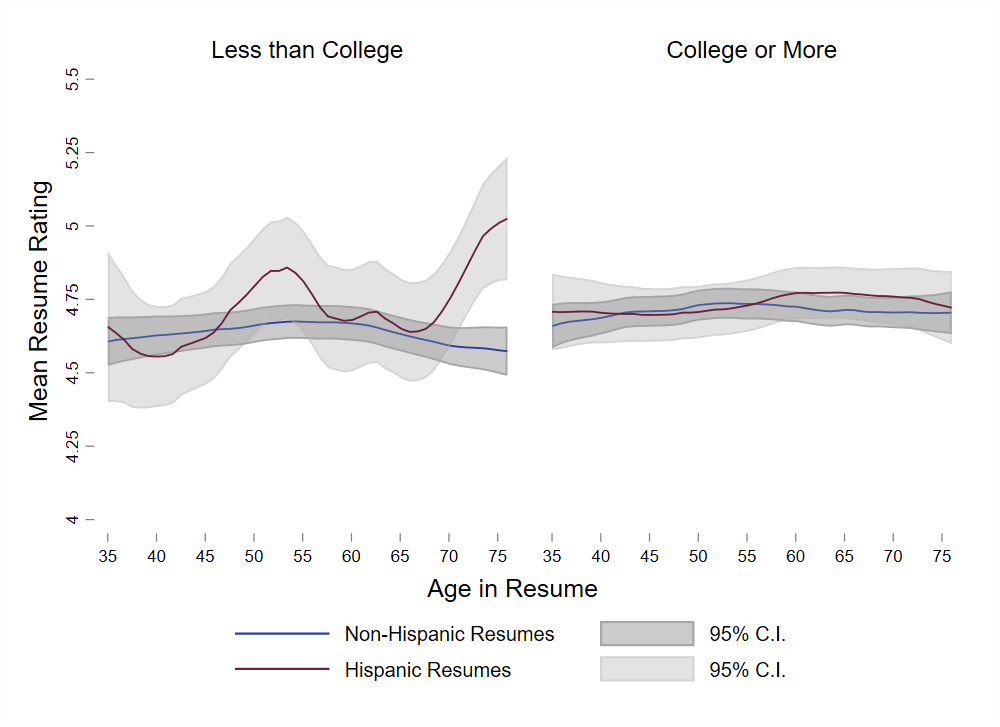 Less than College
College or More
Mean Resume Rating
5.5
5.25
5
4.75
4.5
4.25
4
35 40 45 50 55 60 65 70 75
35 40 45 50 55 60 65 70 75
Age in Resume
Non-Hispanic Resumes 95% C.I.
Hispanic Resumes 95% C.I.